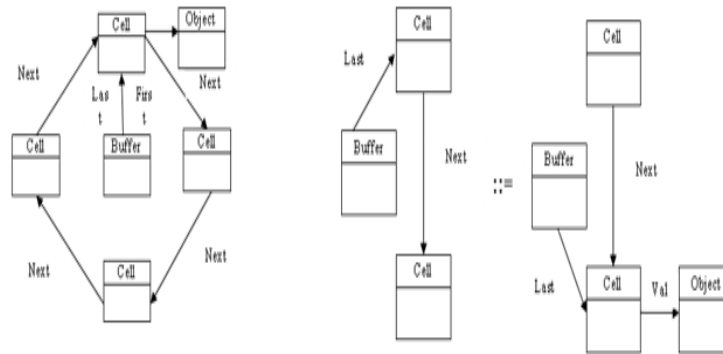 Cell
Object
Next
Next
Las
t
Firs
t
Cell
Buffer
Cell
Next
Next
Cell
Cell
Last
Buffer
Next
Cell
::=
Cell
Buffer
Next
Last
Cell
Val
Object